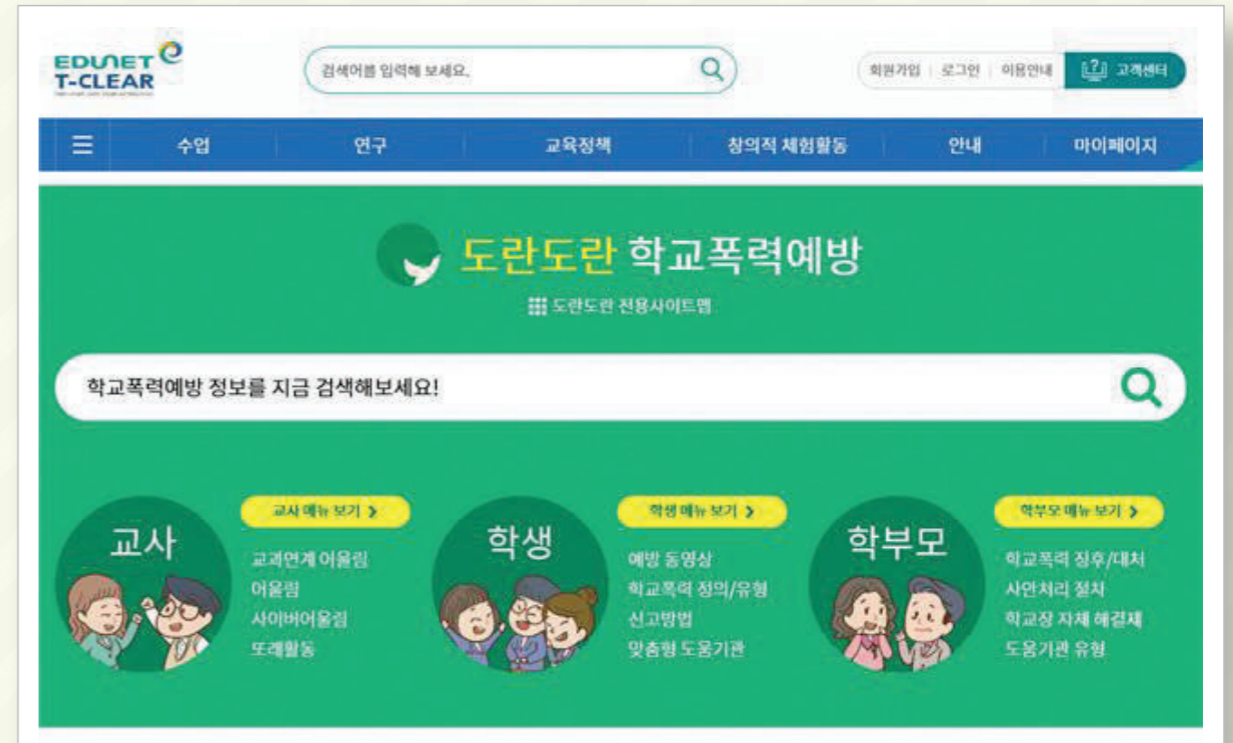 EDUNET
T-CLEAR
검색어를 입력해 보세요.
회원가입 | 로그인 | 이용안내
고객센터
수업 연구 교육정책 창의적 체험활동 안내 마이페이지
도란도란 학교폭력예방
도란도란 전용사이트맵
학교폭력예방 정보를 지금 검색해보세요!
교사
교사 메뉴 보기 >
교과연계 어울림
어울림
사이버어울림
또래활동
학생
학생 메뉴 보기 >
예방 동영상
학교폭력 정의/유형
신고방법
맞춤형 도움기관
학부모
학부모 메뉴 보기 >
학교폭력 징후/대처
사안처리 절차
학교장 자체 해결제
도움기관 유형